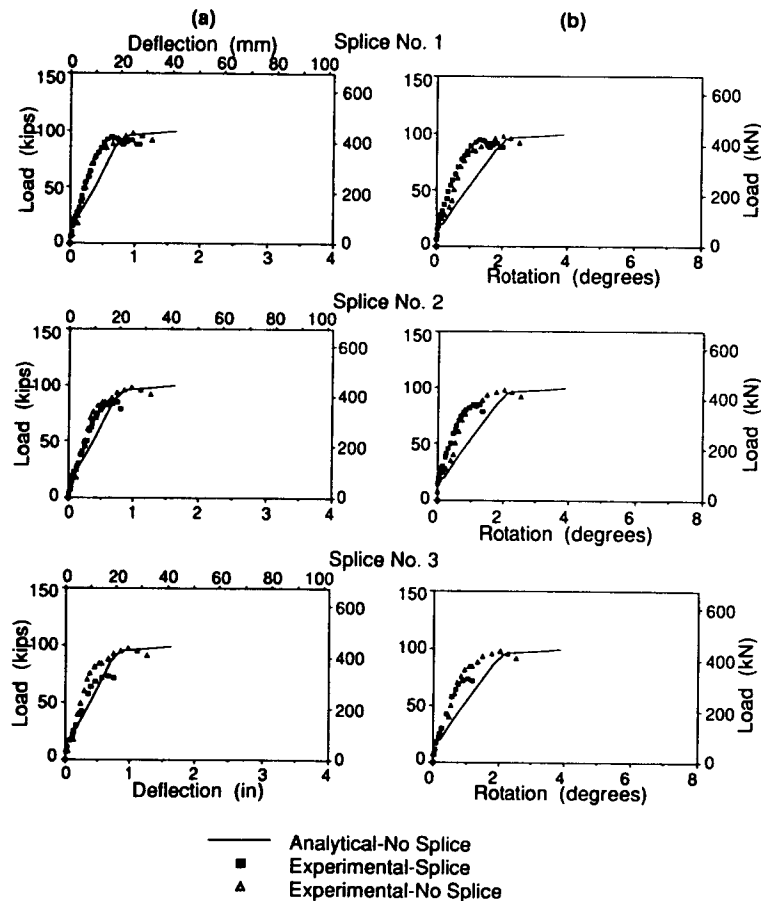 (a)
(b)
Deflection (mm)
Splice No. 1
0 20 40 60 80 100
150
100
50
0
Load (kips)
600
400
200
0
0 1 2 3 4
150
100
50
0
600
400
200
0
Load (kN)
0 2 4 6 8
Rotation (degrees)
Splice No. 2
0 20 40 60 80 100
150
100
50
0
Load (kips)
600
400
200
0
0 1 2 3 4
150
100
50
0
600
400
200
0
Load (kN)
0 2 4 6 8
Rotation (degrees)
Splice No. 3
0 20 40 60 80 100
150
100
50
0
Load (kips)
600
400
200
0
0 1 2 3 4
Deflection (in)
150
100
50
0
600
400
200
0
Load (kN)
0 2 4 6 8
Rotation (degrees)
Analytical-No Splice
Experimental-Splice
Experimental-No Splice